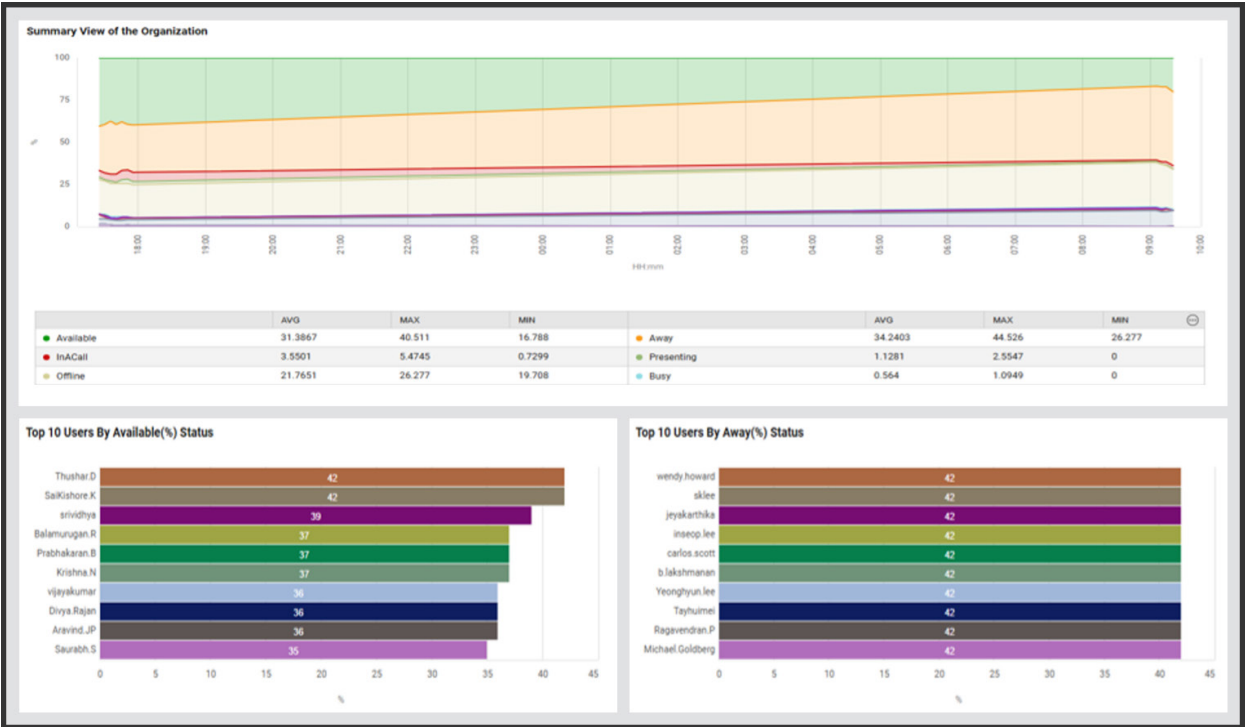 Summary View of the Organization
100
75
50
25
0
%
18:00 19:00 20:00 21:00 22:00 23:00 00:00 01:00 02:00 03:00 04:00 05:00 06:00 07:00 08:00 09:00 10:00
HH:mm
AVG MAX MIN AVG MAX MIN
Available 31.3867 40.511 16.788 Away 34.2403 44.526 26.277
InACall 3.5501 5.4745 0.7299 Presenting 1.1281 2.5547 0
Offline 21.7651 26.277 19.708 Busy 0.564 1.0949 0
Top 10 Users By Available(%) Status
Thushar.D 42
SaiKishore.K 42
srividhya 39
Balamurugan.R 37
Prabhakaran.B 37
Krishna.N 37
vijayakumar 36
Divya.Rajan 36
Aravind.JP 36
Saurabh.S 35
0 5 10 15 20 25 30 35 40 45
%
Top 10 Users By Away(%) Status
wendy.howard 42
sklee 42
jeyakarthika 42
inseop.lee 42
carlos.scott 42
b.lakshmanan 42
Yeonghyun.lee 42
Tayhuimei 42
Ragavendran.P 42
Michael.Goldberg 42
0 5 10 15 20 25 30 35 40 45
%